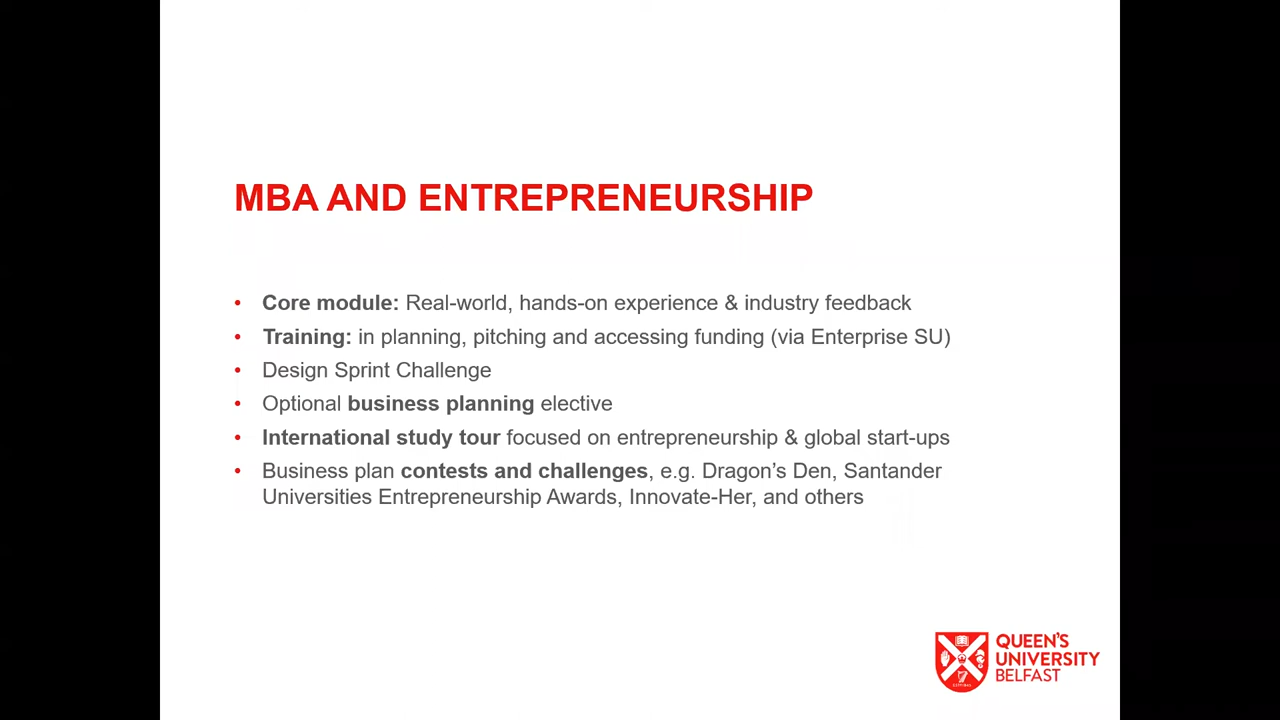 MBA AND ENTREPRENEURSHIP
• Core module: Real-world, hands-on experience & industry feedback
• Training: in planning, pitching and accessing funding (via Enterprise SU)
• Design Sprint Challenge
• Optional business planning elective
• International study tour focused on entrepreneurship & global start-ups
• Business plan contests and challenges, e.g. Dragon’s Den, Santander
Universities Entrepreneurship Awards, Innovate-Her, and others
QUEEN'S
UNIVERSITY
BELFAST